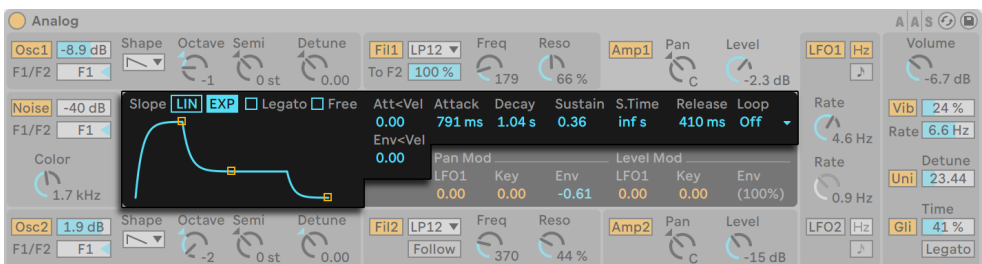 Analog AAS
Osc1 -8.9 dB Shape Octave Semi Detune Fil1 LP12 Freq Reso Amp1 Pan Level LFO1 Hz Volume
F1/F2 F1 -1 0 st 0.00 To F2 100 % 179 66 % C -2.3 dB -6.7 dB
Noise -40 dB Slope LIN EXP Legato Free Att<Vel Attack Decay Sustain S.Time Release Loop Rate Vib 24 %
F1/F2 F1 0.00 791 ms 1.04 s 0.36 inf s 410 ms Off 4.6 Hz Rate 6.6 Hz
Env<Vel
Color 0.00 Pan Mod Level Mod Rate Detune
LFO1 Key Env LFO1 Key Env Uni 23.44
1.7 kHz 0.00 0.00 -0.61 0.00 0.00 (100%) 0.9 Hz
Osc2 1.9 dB Shape Octave Semi Detune Fil2 LP12 Freq Reso Amp2 Pan Level LFO2 Hz Time
Gli 41 %
F1/F2 F1 -2 0 st 0.00 Follow 370 44 % C -15 dB Legato